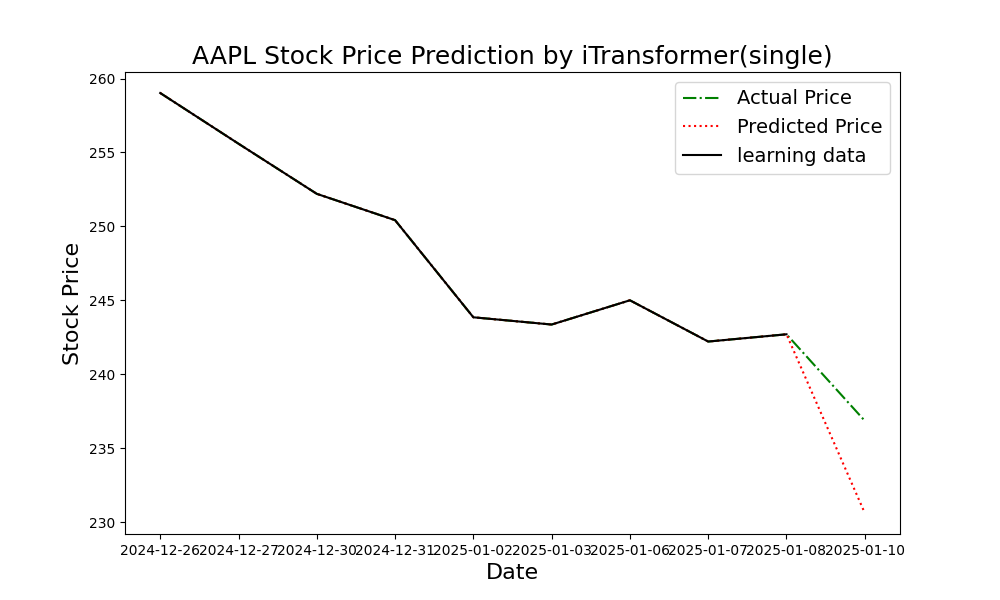 AAPL Stock Price Prediction by iTransformer(single)
Actual Price
Predicted Price
learning data
260
255
250
245
240
235
230
Stock Price
2024-12-26 2024-12-27 2024-12-30 2024-12-31 2025-01-02 2025-01-03 2025-01-06 2025-01-07 2025-01-08 2025-01-10
Date